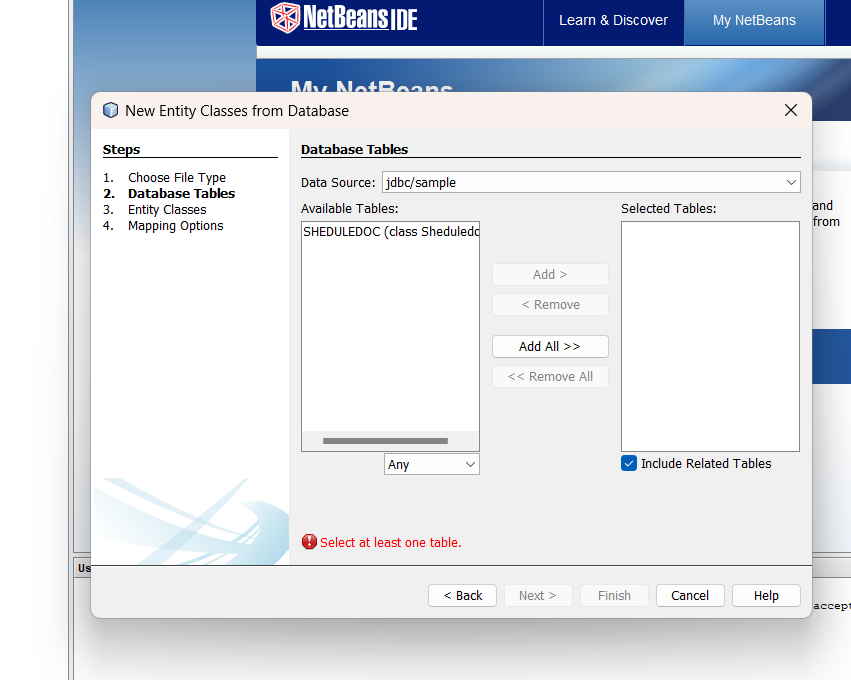 NetBeans IDE
Learn & Discover
My NetBeans
My NetBeans
New Entity Classes from Database
Steps
1. Choose File Type
2. Database Tables
3. Entity Classes
4. Mapping Options
Database Tables
Data Source: jdbc/sample
Available Tables:
Selected Tables:
SHEDULEDOC (class Sheduledo
Add >
< Remove
Add All >>
<< Remove All
Any
Include Related Tables
Select at least one table.
< Back
Next >
Finish
Cancel
Help
and
from
Us
accept